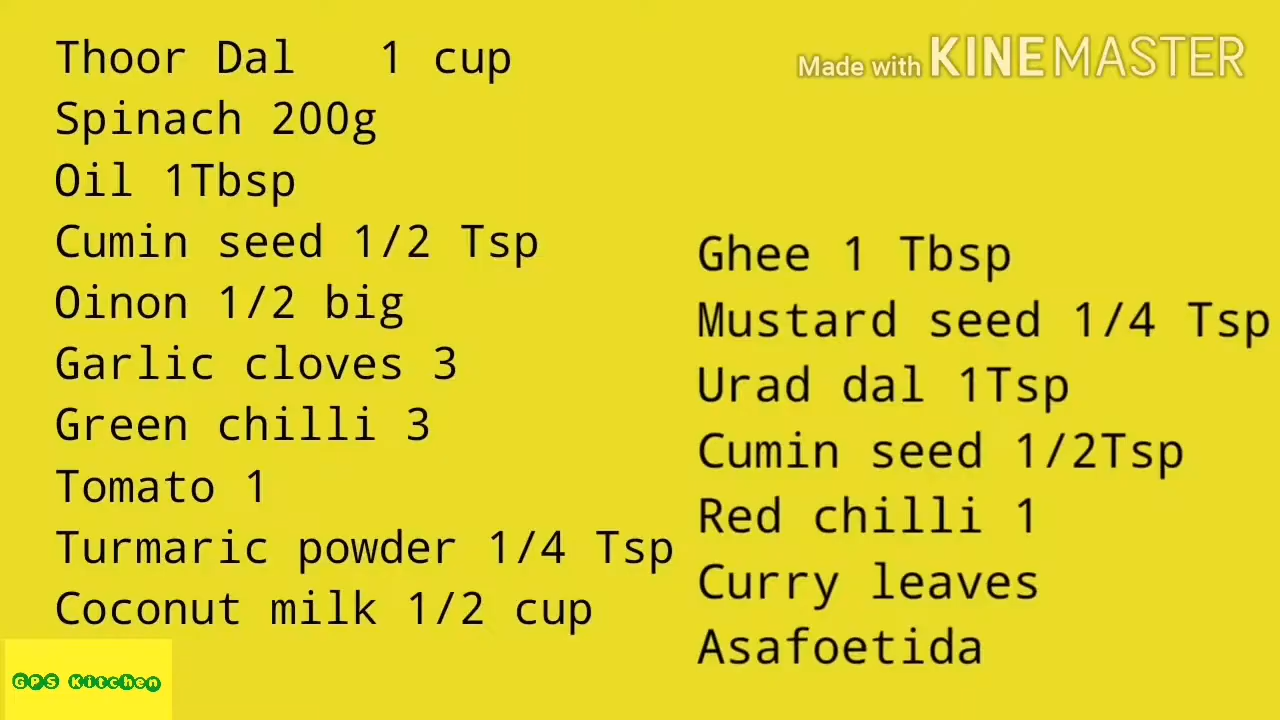 Thoor Dal 1 cup
Spinach 200g
Oil 1Tbsp
Cumin seed 1/2 Tsp
Oinon 1/2 big
Garlic cloves 3
Green chilli 3
Tomato 1
Turmaric powder 1/4 Tsp
Coconut milk 1/2 cup
GPS Kitchen
Made with KINEMASTER
Ghee 1 Tbsp
Mustard seed 1/4 Tsp
Urad dal 1Tsp
Cumin seed 1/2Tsp
Red chilli 1
Curry leaves
Asafoetida